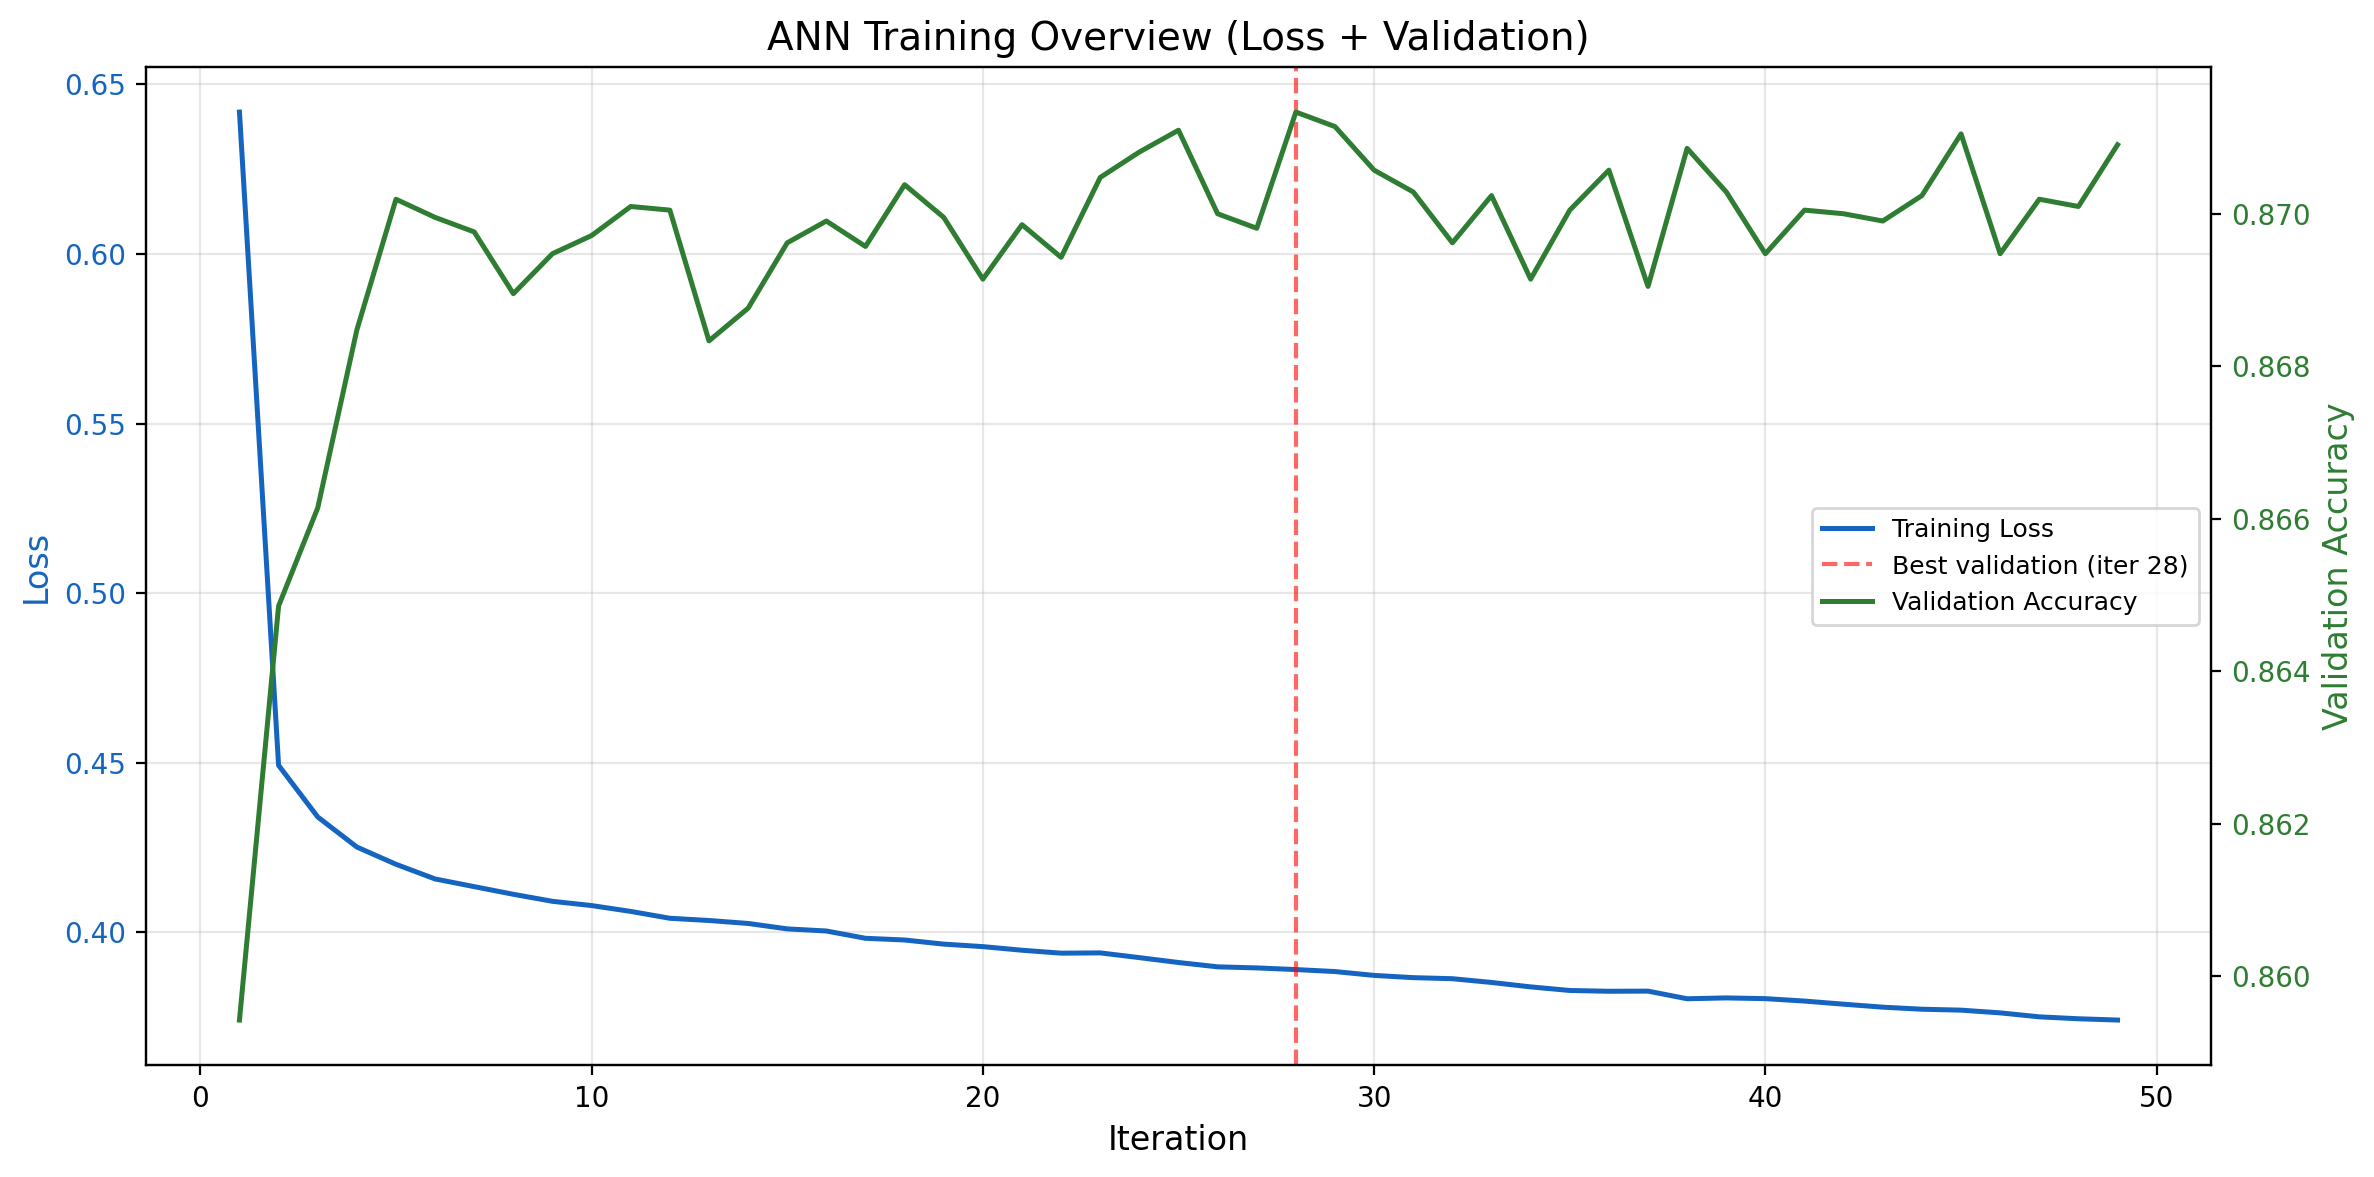 ANN Training Overview (Loss + Validation)
0.65
0.60
0.55
0.50
0.45
0.40
Loss
0.870
0.868
0.866
0.864
0.862
0.860
Validation Accuracy
Training Loss
Best validation (iter 28)
Validation Accuracy
0
10
20
30
40
50
Iteration